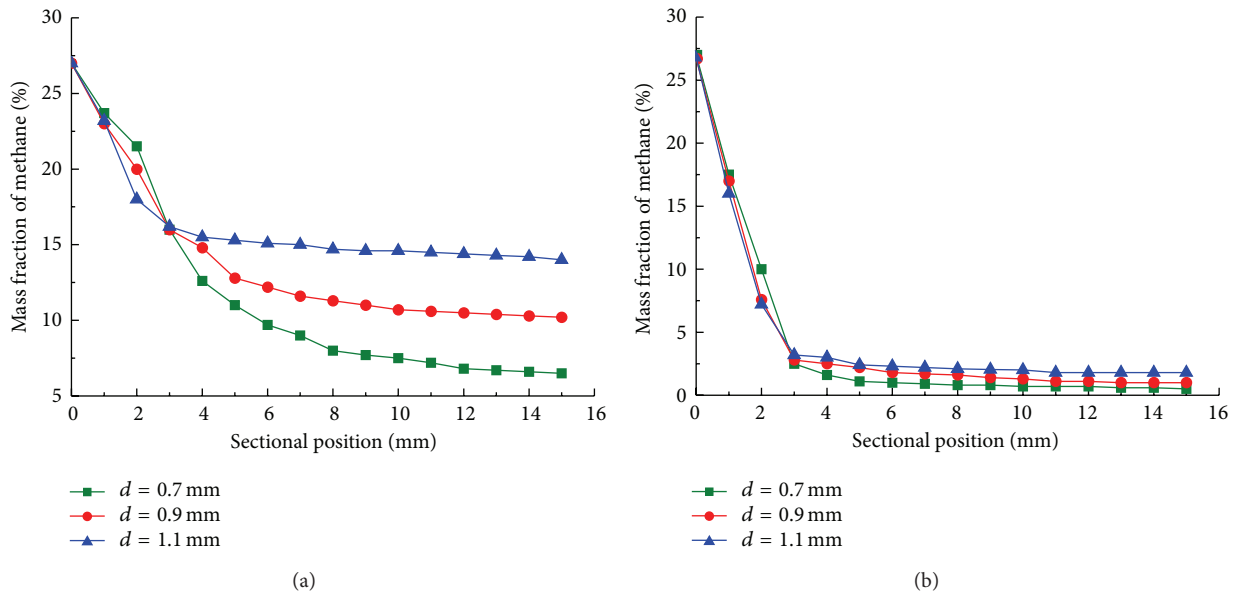 30
25
20
15
10
5
Mass fraction of methane (%)
0 2 4 6 8 10 12 14 16
Sectional position (mm)
d = 0.7 mm
d = 0.9 mm
d = 1.1 mm
(a)
30
25
20
15
10
5
0
Mass fraction of methane (%)
0 2 4 6 8 10 12 14 16
Sectional position (mm)
d = 0.7 mm
d = 0.9 mm
d = 1.1 mm
(b)